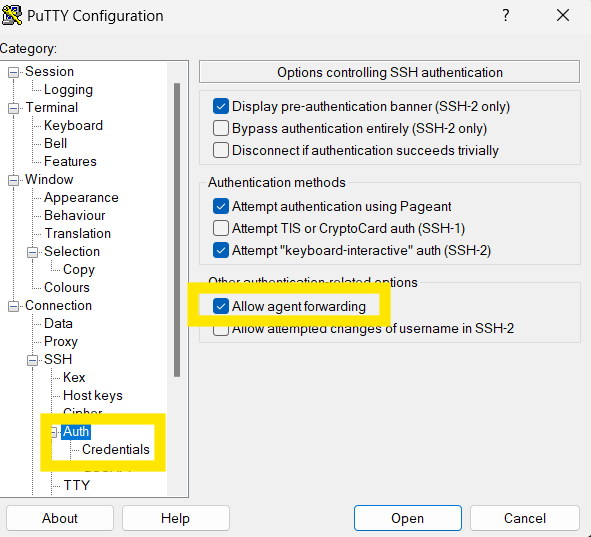 PuTTY Configuration
Category:
Session
Logging
Terminal
Keyboard
Bell
Features
Window
Appearance
Behaviour
Translation
Selection
Copy
Colours
Connection
Data
Proxy
SSH
Kex
Host keys
Cipher
Auth
Credentials
TTY
Options controlling SSH authentication
Display pre-authentication banner (SSH-2 only)
Bypass authentication entirely (SSH-2 only)
Disconnect if authentication succeeds trivially
Authentication methods
Attempt authentication using Pageant
Attempt TIS or CryptoCard auth (SSH-1)
Attempt "keyboard-interactive" auth (SSH-2)
Other authentication-related options
Allow agent forwarding
Allow attempted changes of username in SSH-2
About
Help
Open
Cancel